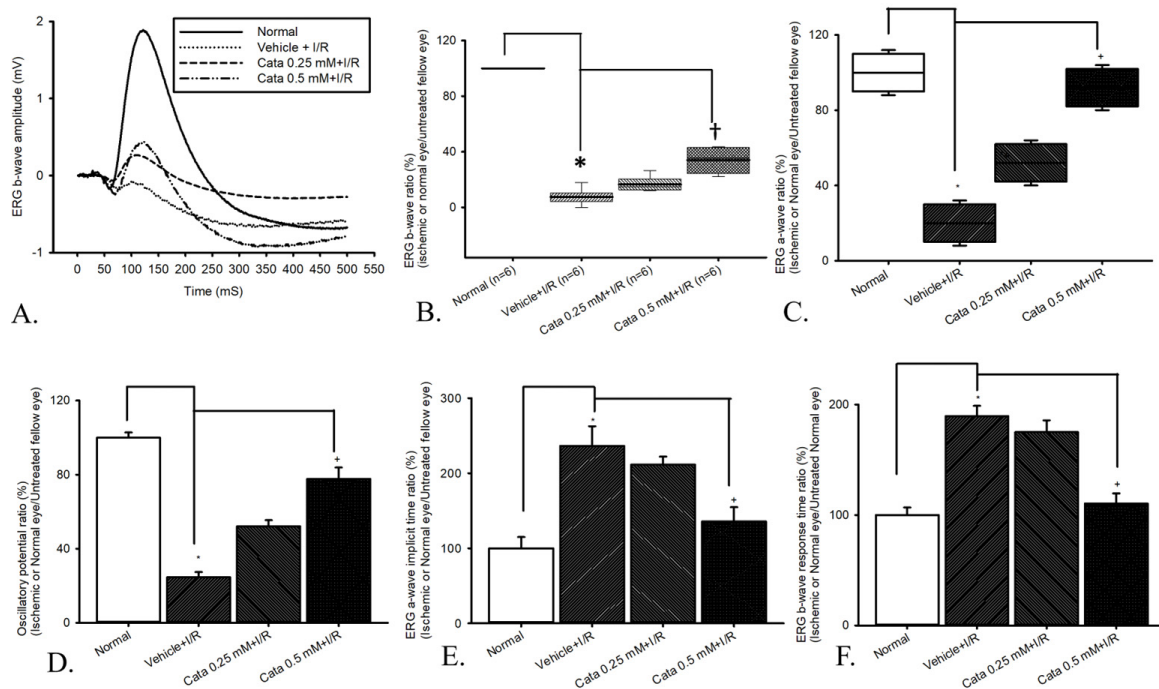 2
1
0
-1
ERG b-wave amplitude (mV)
Normal
Vehicle + I/R
Cata 0.25 mM+I/R
Cata 0.5 mM+I/R
0 50 100 150 200 250 300 350 400 450 500 550
Time (mS)
A.
120
80
40
0
ERG b-wave ratio (%)
(ischemic or normal eye/untreated fellow eye)
*
†
Normal (n=6)
Vehicle+I/R (n=6)
Cata 0.25 mM+I/R (n=6)
Cata 0.5 mM+I/R (n=6)
B.
120
80
40
0
ERG a-wave ratio (%)
(Ischemic or Normal eye/Untreated fellow eye)
*
+
Normal
Vehicle+I/R
Cata 0.25 mM+I/R
Cata 0.5 mM+I/R
C.
120
80
40
0
Oscillatory potential ratio (%)
(Ischemic or Normal eye/Untreated fellow eye)
*
+
Normal
Vehicle+I/R
Cata 0.25 mM+I/R
Cata 0.5 mM+I/R
D.
300
200
100
0
ERG a-wave implicit time ratio (%)
(Ischemic or Normal eye/Untreated fellow eye)
*
+
Normal
Vehicle+I/R
Cata 0.25 mM+I/R
Cata 0.5 mM+I/R
E.
200
100
0
ERG b-wave response time ratio (%)
(Ischemic or Normal eye/Untreated Normal eye)
*
+
Normal
Vehicle+I/R
Cata 0.25 mM+I/R
Cata 0.5 mM+I/R
F.